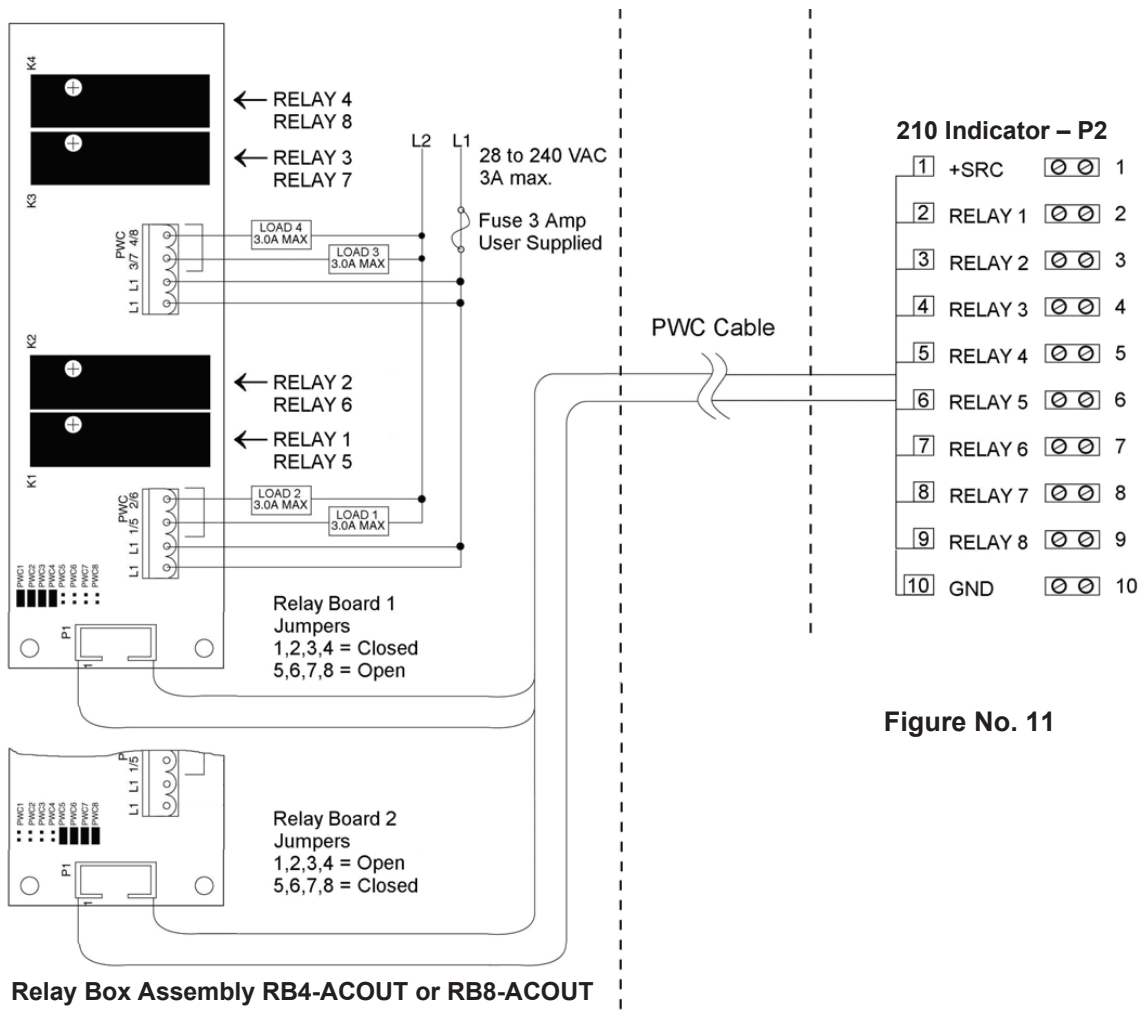 K4
K3
RELAY 4
RELAY 8
RELAY 3
RELAY 7
L2
L1
28 to 240 VAC
3A max.
Fuse 3 Amp
User Supplied
PWC
4/8
3/7
L1
L1
LOAD 4
3.0A MAX
LOAD 3
3.0A MAX
K2
K1
RELAY 2
RELAY 6
RELAY 1
RELAY 5
PWC
2/6
1/5
L1
L1
LOAD 2
3.0A MAX
LOAD 1
3.0A MAX
PWC1
PWC2
PWC3
PWC4
PWC5
PWC6
PWC7
PWC8
P1
1
Relay Board 1
Jumpers
1,2,3,4 = Closed
5,6,7,8 = Open
P
1/5
L1
L1
PWC1
PWC2
PWC3
PWC4
PWC5
PWC6
PWC7
PWC8
P1
1
Relay Board 2
Jumpers
1,2,3,4 = Open
5,6,7,8 = Closed
Relay Box Assembly RB4-ACOUT or RB8-ACOUT
PWC Cable
210 Indicator – P2
1 +SRC 1
2 RELAY 1 2
3 RELAY 2 3
4 RELAY 3 4
5 RELAY 4 5
6 RELAY 5 6
7 RELAY 6 7
8 RELAY 7 8
9 RELAY 8 9
10 GND 10
Figure No. 11